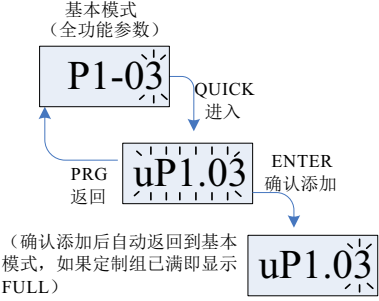 基本模式
（全功能参数）
P1-03
QUICK
进入
uP1.03
PRG
返回
ENTER
确认添加
（确认添加后自动返回到基本
模式，如果定制组已满即显示
FULL）
uP1.03